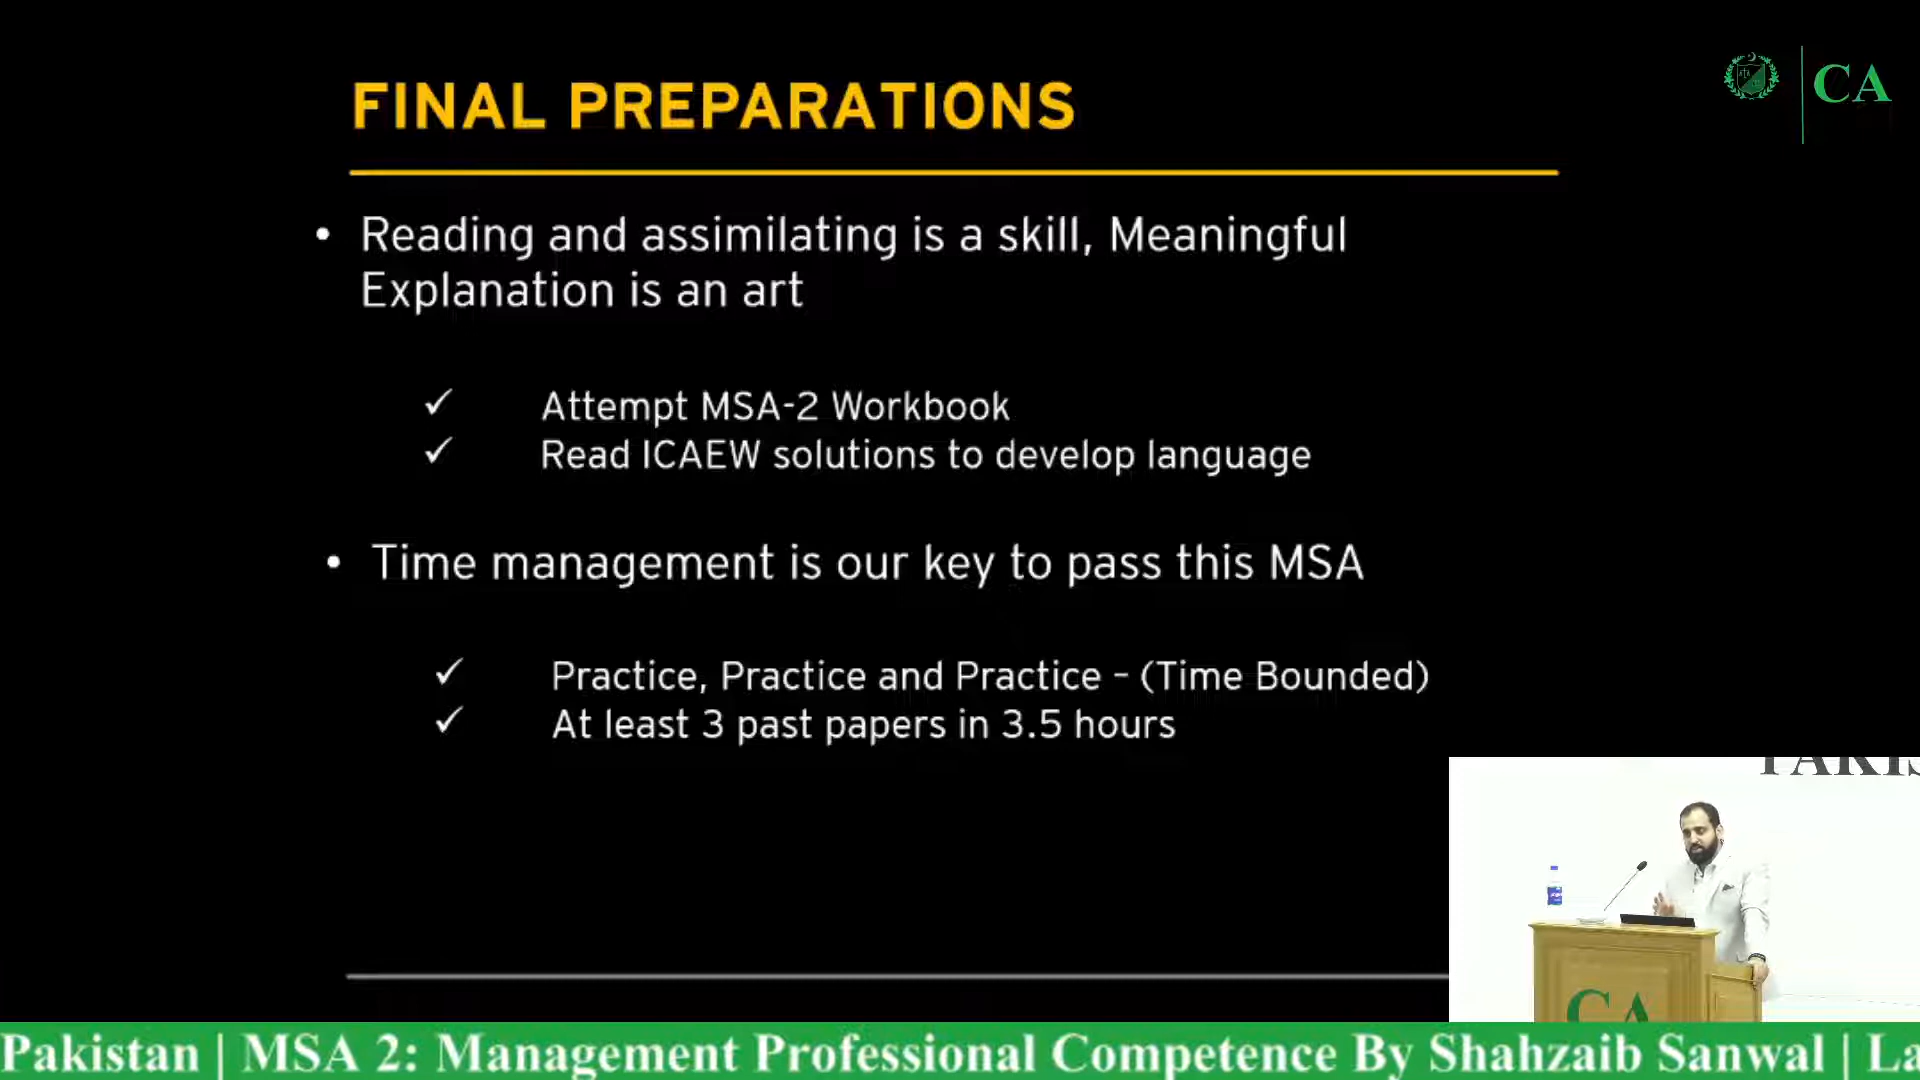 FINAL PREPARATIONS
CA
• Reading and assimilating is a skill, Meaningful
Explanation is an art
✓ Attempt MSA-2 Workbook
✓ Read ICAEW solutions to develop language
• Time management is our key to pass this MSA
✓ Practice, Practice and Practice – (Time Bounded)
✓ At least 3 past papers in 3.5 hours
CA
Pakistan | MSA 2: Management Professional Competence By Shahzaib Sanwal | La